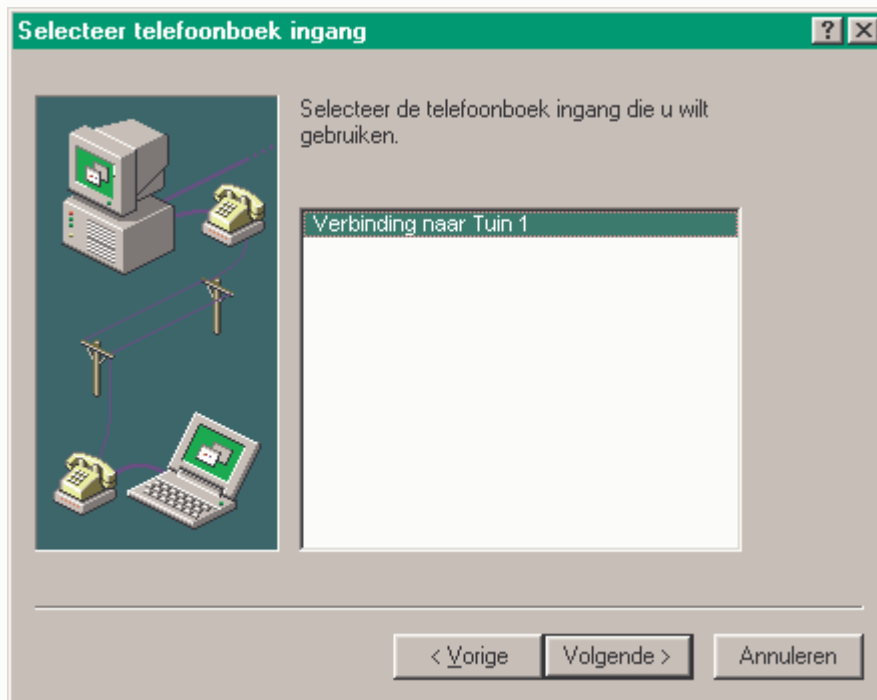 Selecteer telefoonboek ingang
Selecteer de telefoonboek ingang die u wilt
gebruiken.
Verbinding naar Tuin 1
< Vorige
Volgende >
Annuleren